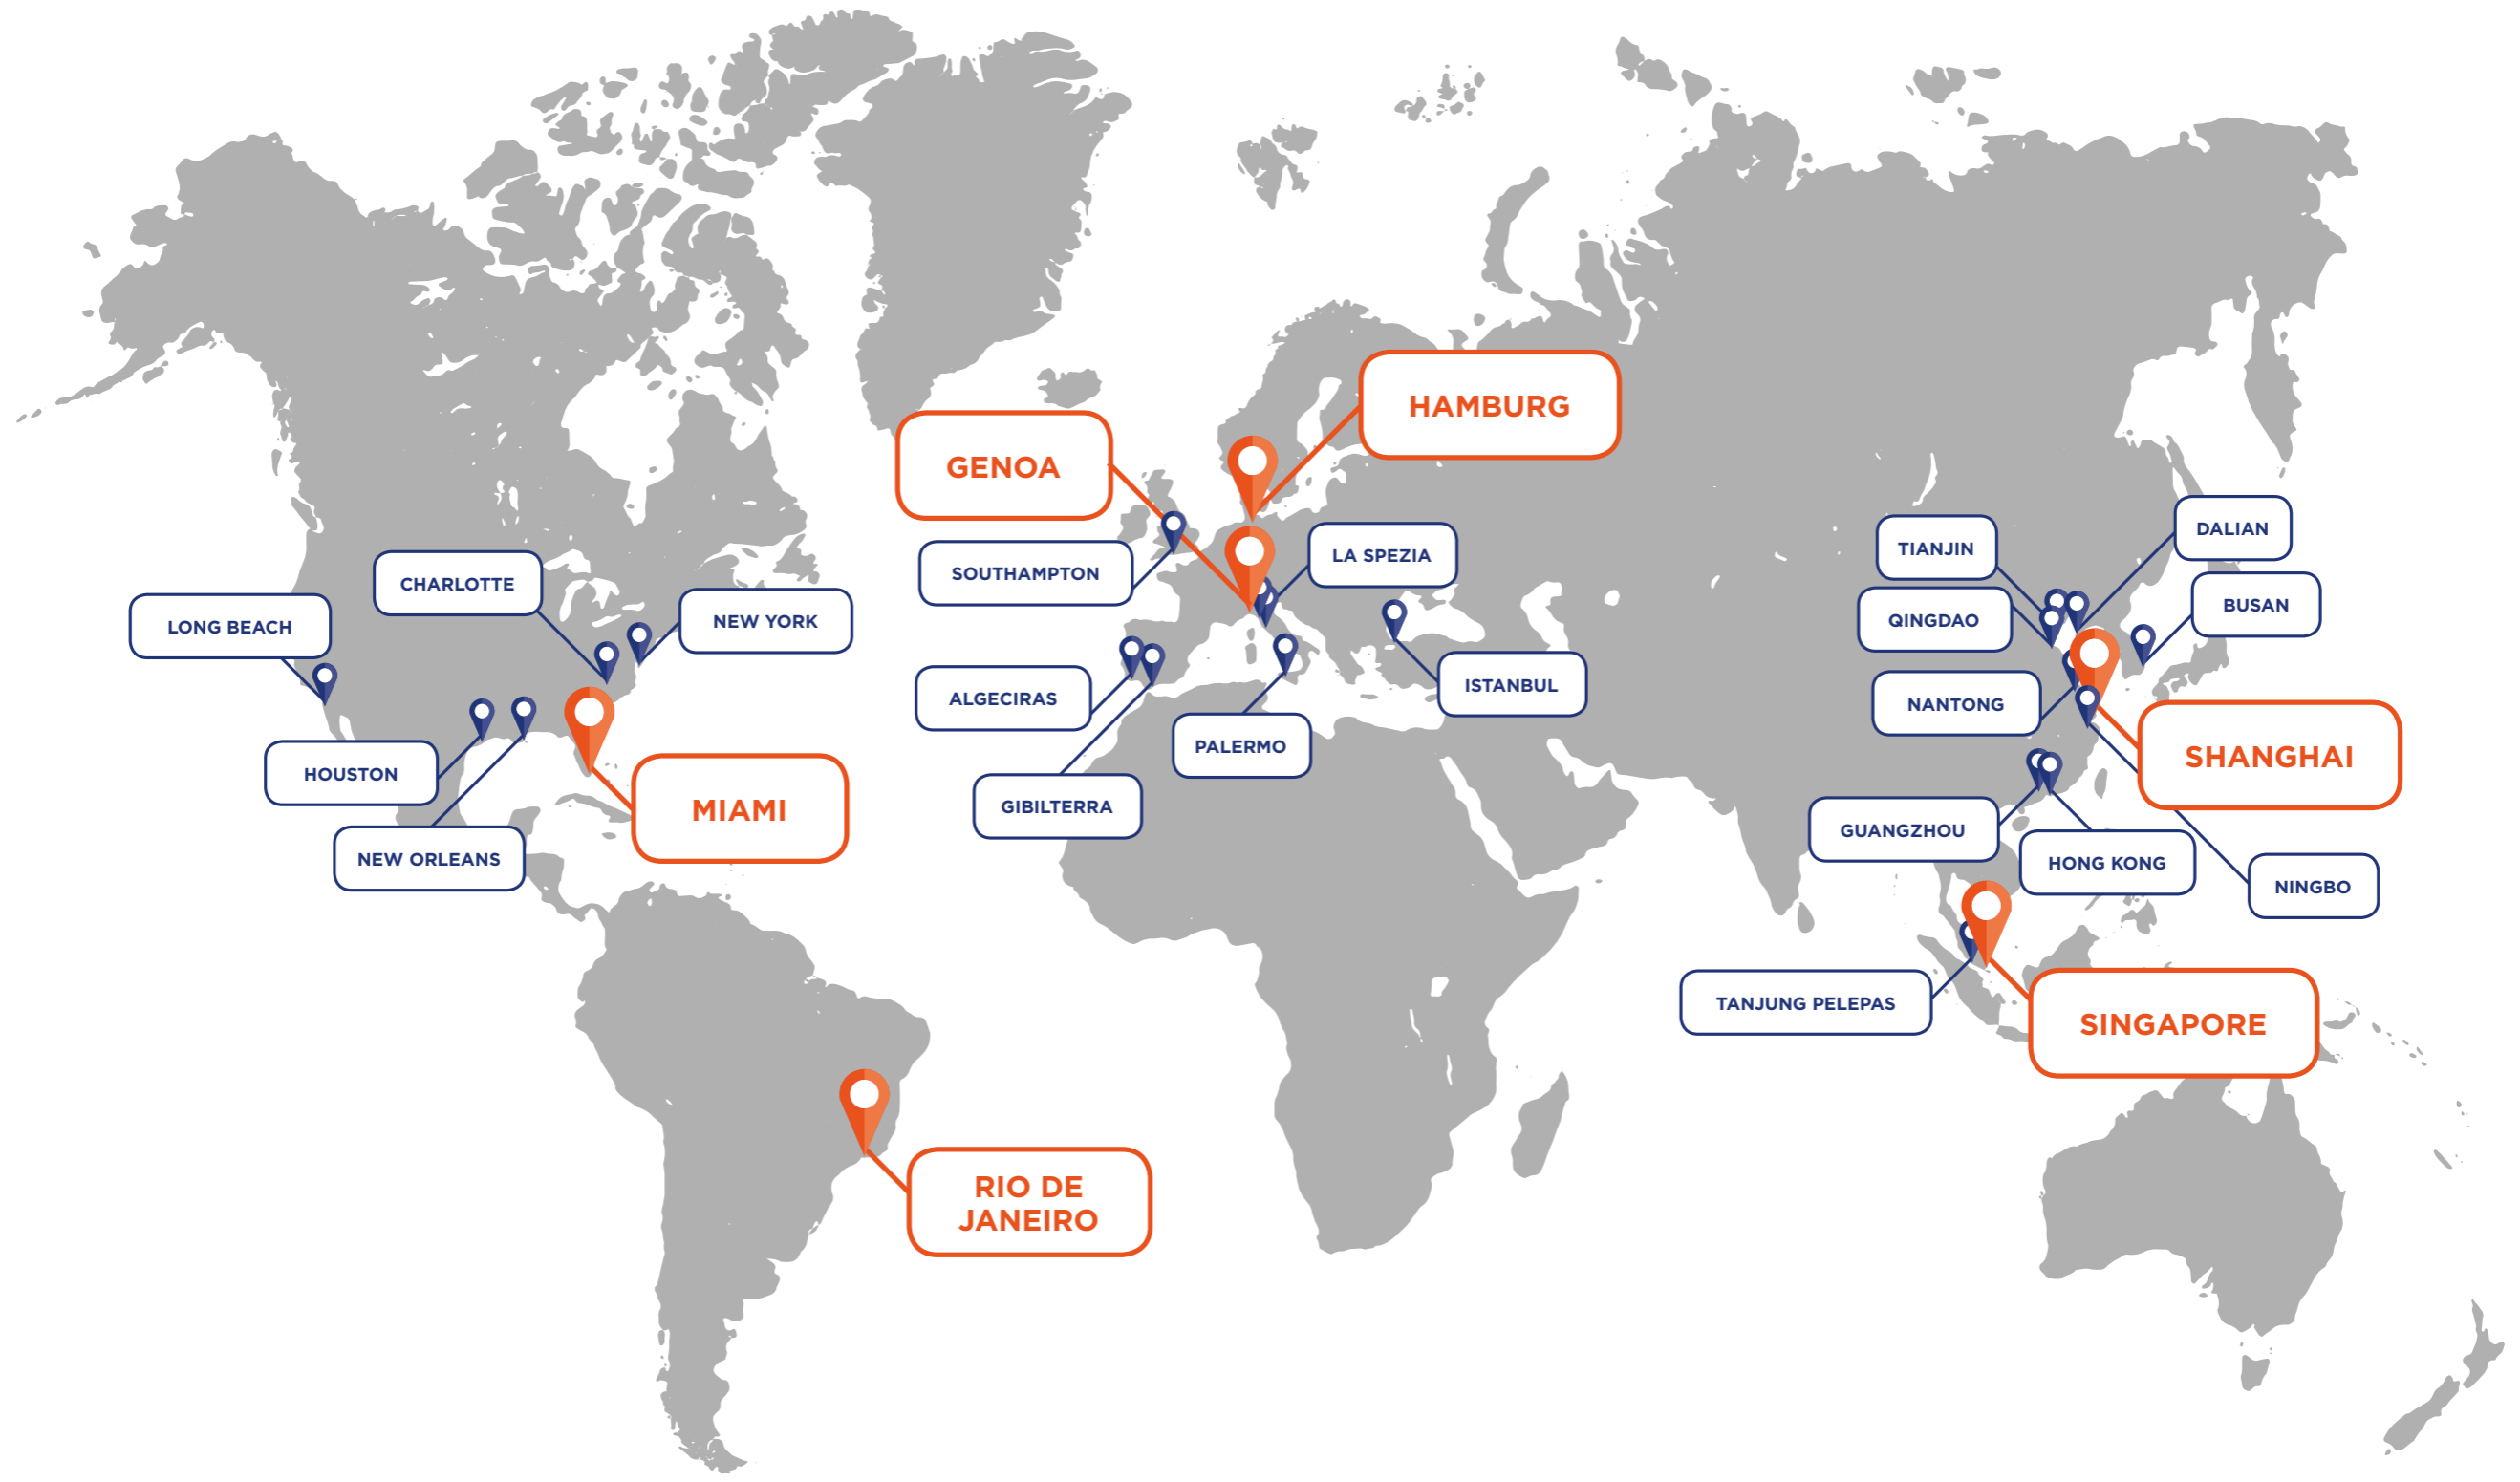 HAMBURG
GENOA
DALIAN
TIANJIN
LA SPEZIA
SOUTHAMPTON
CHARLOTTE
BUSAN
QINGDAO
NEW YORK
LONG BEACH
ISTANBUL
ALGECIRAS
NANTONG
PALERMO
SHANGHAI
HOUSTON
GIBILTERRA
MIAMI
GUANGZHOU
NEW ORLEANS
HONG KONG
NINGBO
TANJUNG PELEPAS
SINGAPORE
RIO DE
JANEIRO